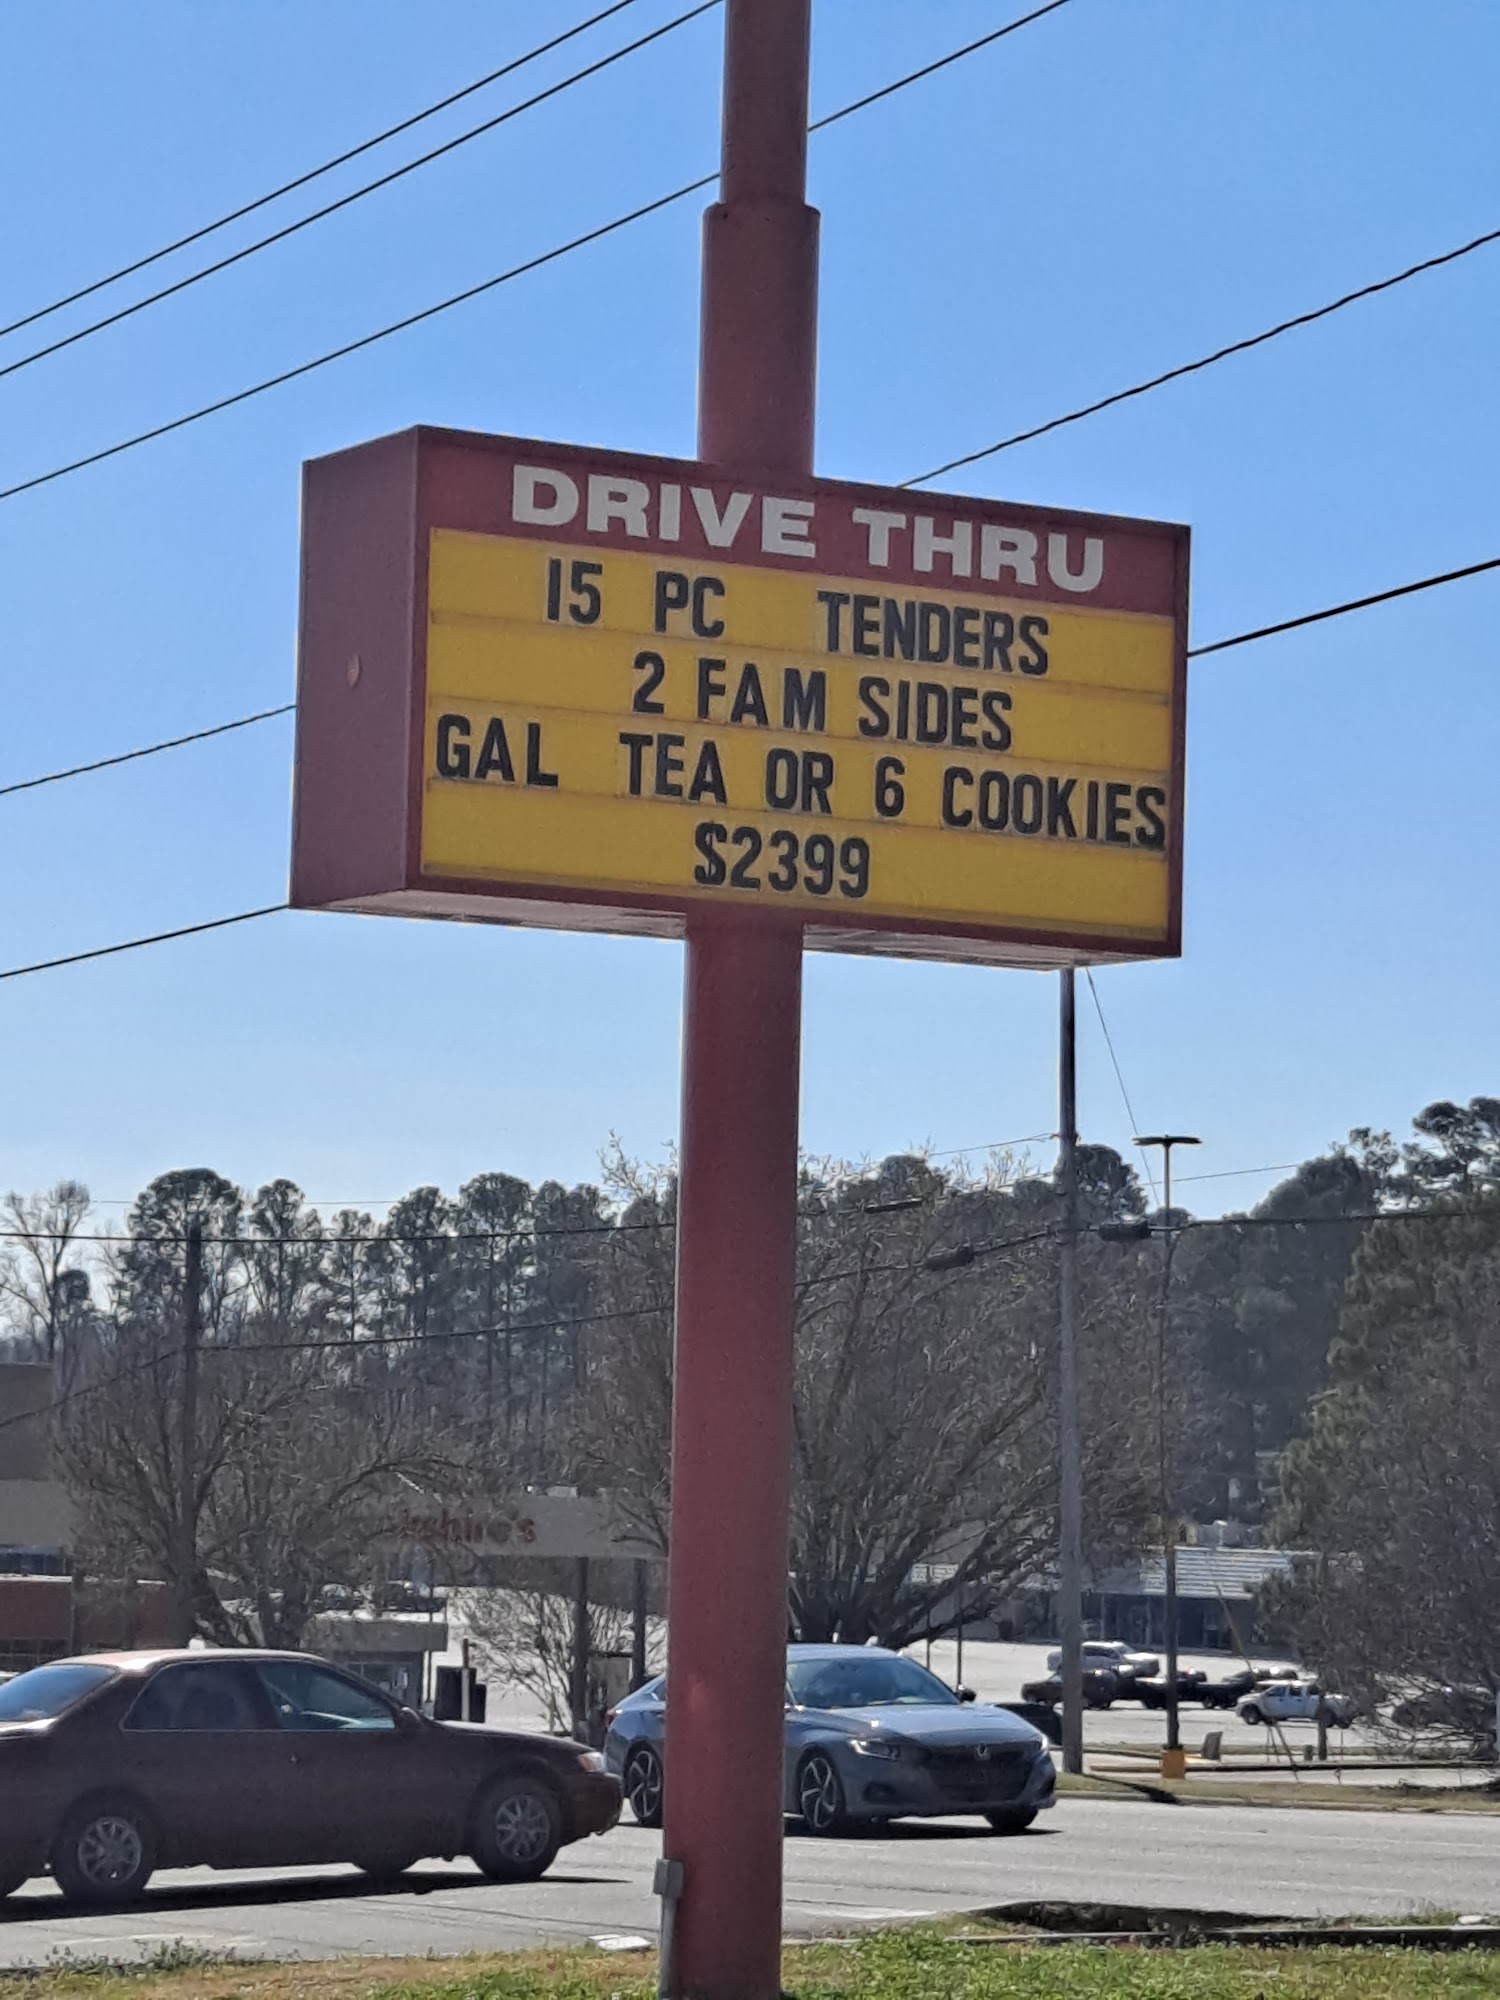 DRIVE THRU
15 PC TENDERS
2 FAM SIDES
GAL TEA OR 6 COOKIES
$2399